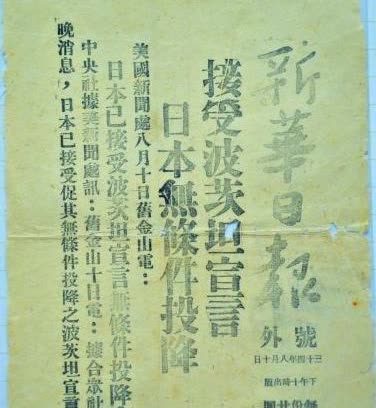 新華日報
號外
三十四年八月十日
下午十時出版
接受波茨坦宣言
日本無條件投降
美國新聞處八月十日舊金山電：
日本已接受波茨坦宣言無條件投降
中央社據美新聞處訊：舊金山十日電：據合眾社
晚消息，日本已接受促其無條件投降之波茨坦宣言